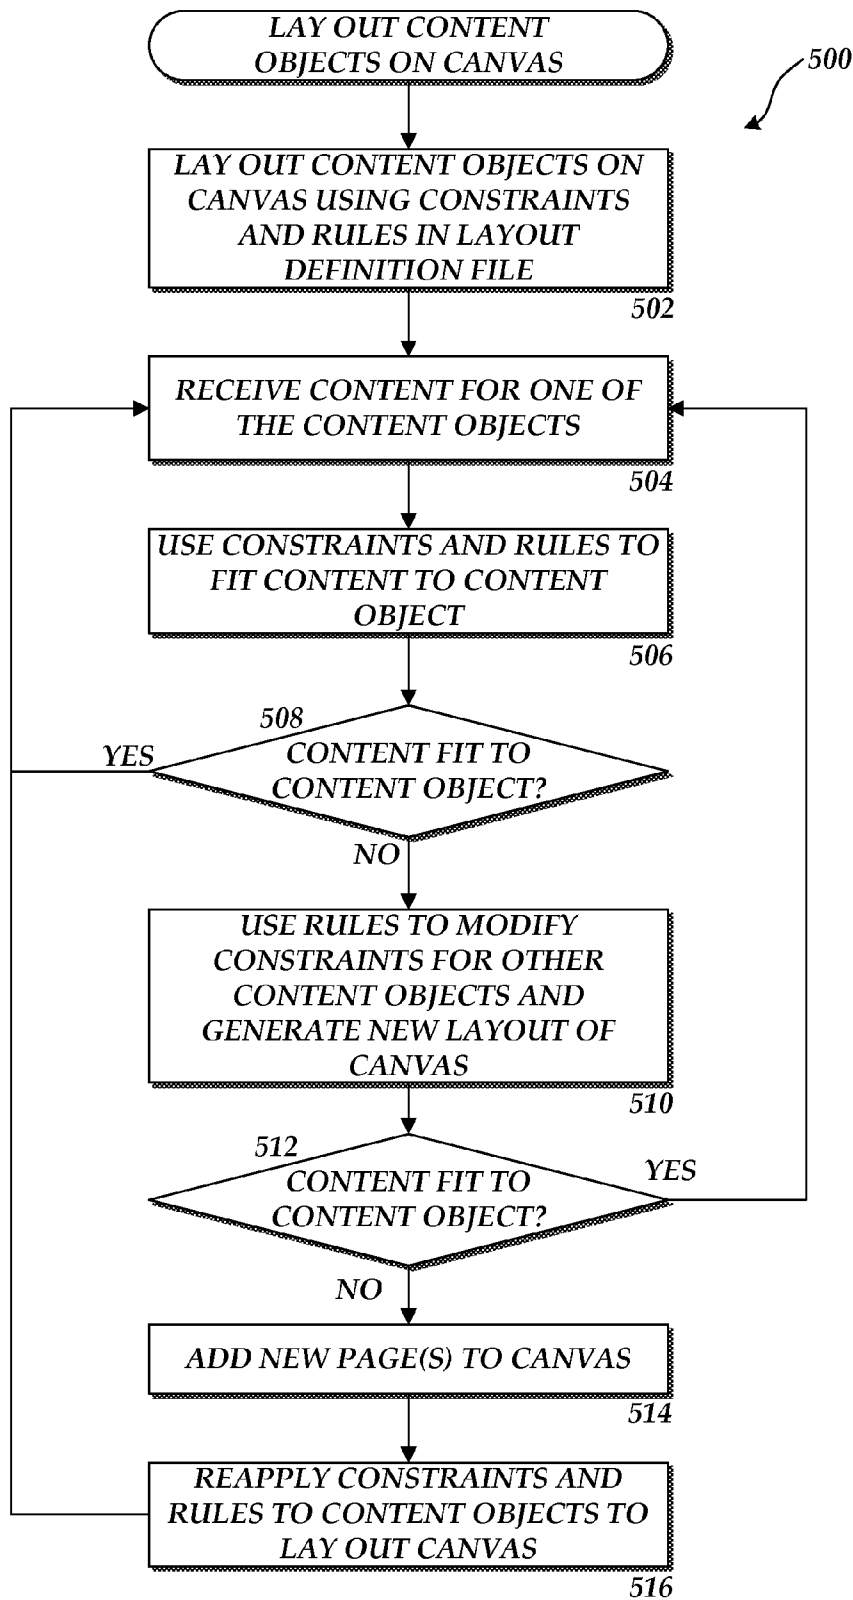 LAY OUT CONTENT
OBJECTS ON CANVAS
500
LAY OUT CONTENT OBJECTS ON
CANVAS USING CONSTRAINTS
AND RULES IN LAYOUT
DEFINITION FILE
502
RECEIVE CONTENT FOR ONE OF
THE CONTENT OBJECTS
504
USE CONSTRAINTS AND RULES TO
FIT CONTENT TO CONTENT
OBJECT
506
508
YES
CONTENT FIT TO
CONTENT OBJECT?
NO
USE RULES TO MODIFY
CONSTRAINTS FOR OTHER
CONTENT OBJECTS AND
GENERATE NEW LAYOUT OF
CANVAS
510
512
CONTENT FIT TO
CONTENT OBJECT?
YES
NO
ADD NEW PAGE(S) TO CANVAS
514
REAPPLY CONSTRAINTS AND
RULES TO CONTENT OBJECTS TO
LAY OUT CANVAS
516